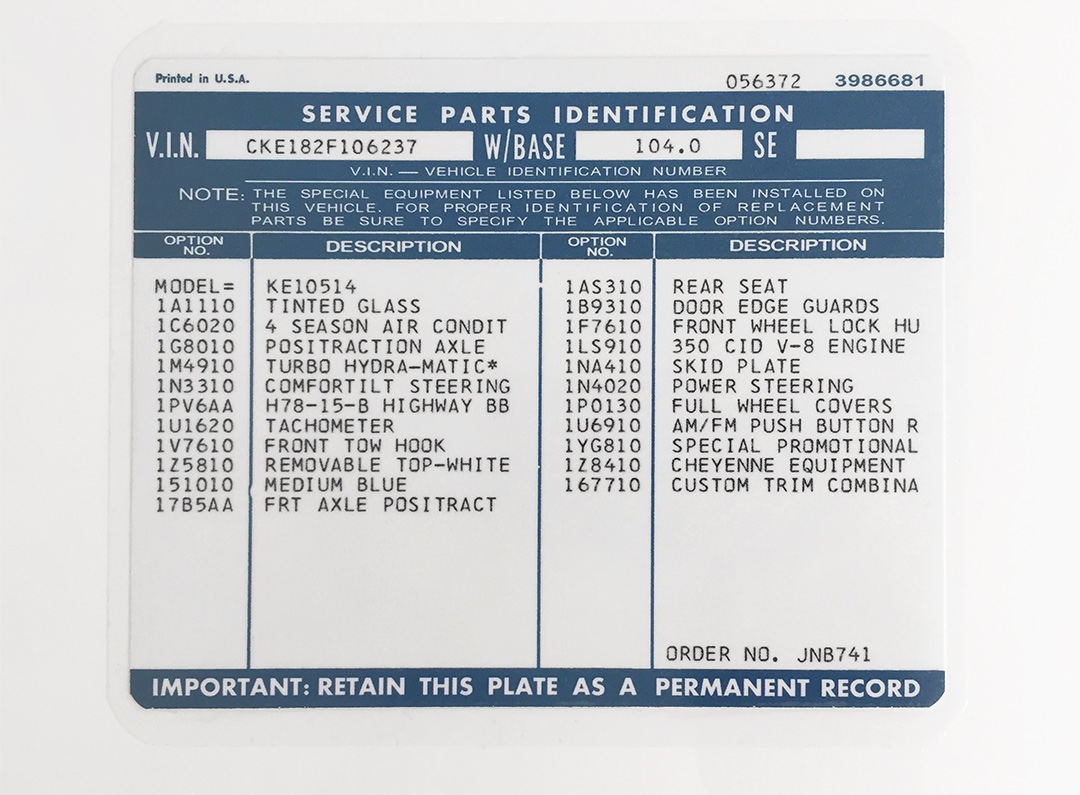 Printed in U.S.A. 056372 3986681
SERVICE PARTS IDENTIFICATION
V.I.N. CKE182F106237 W/BASE 104.0 SE
V.I.N. — VEHICLE IDENTIFICATION NUMBER
NOTE: THE SPECIAL EQUIPMENT LISTED BELOW HAS BEEN INSTALLED ON
THIS VEHICLE. FOR PROPER IDENTIFICATION OF REPLACEMENT
PARTS BE SURE TO SPECIFY THE APPLICABLE OPTION NUMBERS.
OPTION NO. DESCRIPTION OPTION NO. DESCRIPTION
MODEL= KE10514 1AS310 REAR SEAT
1A1110 TINTED GLASS 1B9310 DOOR EDGE GUARDS
1C6020 4 SEASON AIR CONDIT 1F7610 FRONT WHEEL LOCK HU
1G8010 POSITRACTION AXLE 1LS910 350 CID V-8 ENGINE
1M4910 TURBO HYDRA-MATIC* 1NA410 SKID PLATE
1N3310 COMFORTILT STEERING 1N4020 POWER STEERING
1PV6AA H78-15-B HIGHWAY BB 1P0130 FULL WHEEL COVERS
1U1620 TACHOMETER 1U6910 AM/FM PUSH BUTTON R
1V7610 FRONT TOW HOOK 1YG810 SPECIAL PROMOTIONAL
1Z5810 REMOVABLE TOP-WHITE 1Z8410 CHEYENNE EQUIPMENT
151010 MEDIUM BLUE 167710 CUSTOM TRIM COMBINA
17B5AA FRT AXLE POSITRACT
ORDER NO. JNB741
IMPORTANT: RETAIN THIS PLATE AS A PERMANENT RECORD